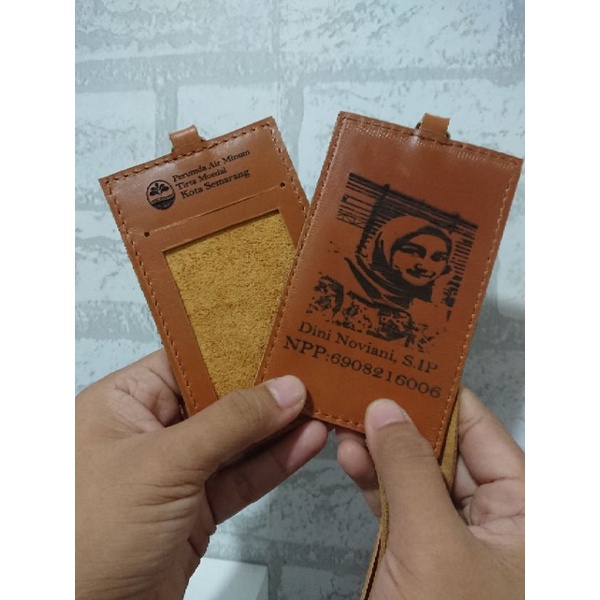 Perumda Air Minum
Tirta Moedal
Kota Semarang
Dini Noviani, S.IP
NPP:6908216006